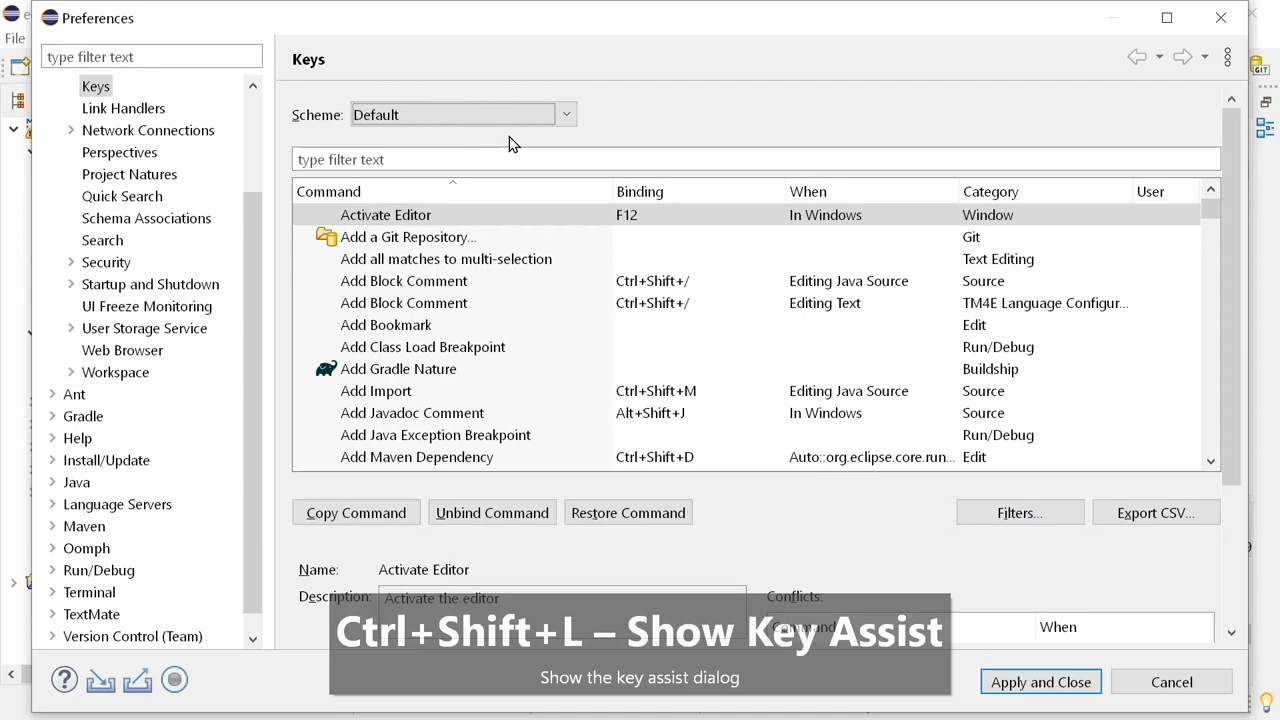 Preferences
File
type filter text
Keys
Link Handlers
Network Connections
Perspectives
Project Natures
Quick Search
Schema Associations
Search
Security
Startup and Shutdown
UI Freeze Monitoring
User Storage Service
Web Browser
Workspace
Ant
Gradle
Help
Install/Update
Java
Language Servers
Maven
Oomph
Run/Debug
Terminal
TextMate
Version Control (Team)
Keys
Scheme: Default
type filter text
Command Binding When Category User
Activate Editor F12 In Windows Window
Add a Git Repository... Git
Add all matches to multi-selection Text Editing
Add Block Comment Ctrl+Shift+/ Editing Java Source Source
Add Block Comment Ctrl+Shift+/ Editing Text TM4E Language Configur...
Add Bookmark Edit
Add Class Load Breakpoint Run/Debug
Add Gradle Nature Buildship
Add Import Ctrl+Shift+M Editing Java Source Source
Add Javadoc Comment Alt+Shift+J In Windows Source
Add Java Exception Breakpoint Run/Debug
Add Maven Dependency Ctrl+Shift+D Auto::org.eclipse.core.run... Edit
Copy Command Unbind Command Restore Command Filters... Export CSV...
Name: Activate Editor
Description: Activate the editor Conflicts:
Command When
Ctrl+Shift+L – Show Key Assist
Show the key assist dialog
Apply and Close Cancel
GIT